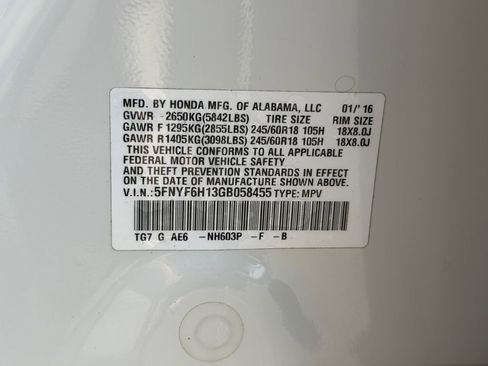 MFD. BY HONDA MFG. OF ALABAMA, LLC 01/'16
GVWR -2650KG(5842LBS) TIRE SIZE RIM SIZE
GAWR F 1295KG(2855LBS) 245/60R18 105H 18X8.0J
GAWR R1405KG(3098LBS) 245/60R18 105H 18X8.0J
THIS VEHICLE CONFORMS TO ALL APPLICABLE
FEDERAL MOTOR VEHICLE SAFETY
AND THEFT PREVENTION STANDARDS IN EFFECT ON
THE DATE OF MANUFACTURE SHOWN ABOVE.
V.I.N.: 5FNYF6H13GB058455 TYPE: MPV
TG7 G AE6 -NH603P -F -B